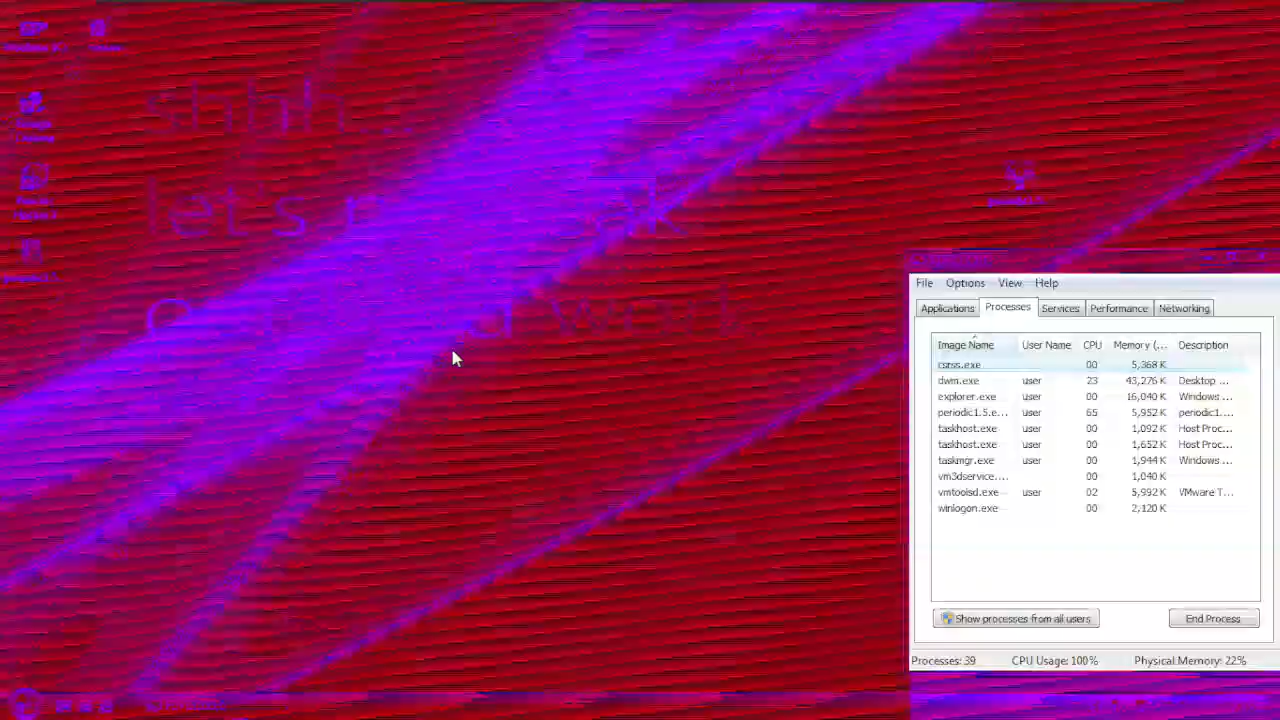 shhh...
let's
File Options View Help
Applications Processes Services Performance Networking
Image Name User Name CPU Memory (... Description
csrss.exe 00 5,368 K
dwm.exe user 23 43,276 K Desktop ...
explorer.exe user 00 16,040 K Windows ...
periodic1.5.e... user 65 5,952 K periodic1....
taskhost.exe user 00 1,092 K Host Proc...
taskhost.exe user 00 1,652 K Host Proc...
taskmgr.exe user 00 1,944 K Windows ...
vm3dservice.... 00 1,040 K
vmtoolsd.exe user 02 5,992 K VMware T...
winlogon.exe 00 2,120 K
Show processes from all users End Process
Processes: 39 CPU Usage: 100% Physical Memory: 22%